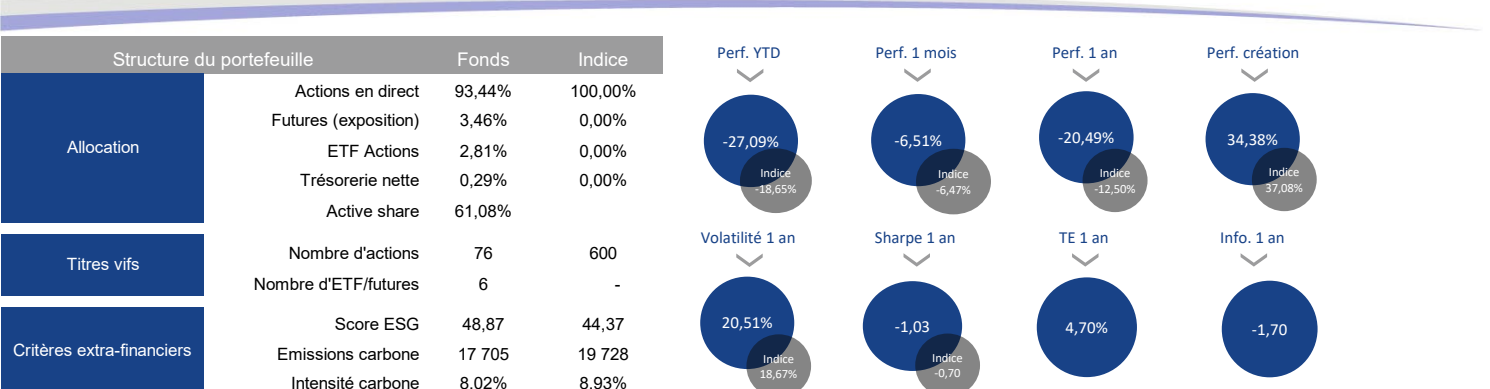 Structure du portefeuille Fonds Indice
Allocation
Actions en direct 93,44% 100,00%
Futures (exposition) 3,46% 0,00%
ETF Actions 2,81% 0,00%
Trésorerie nette 0,29% 0,00%
Active share 61,08%
Titres vifs
Nombre d'actions 76 600
Nombre d'ETF/futures 6 -
Critères extra-financiers
Score ESG 48,87 44,37
Emissions carbone 17 705 19 728
Intensité carbone 8,02% 8,93%
Perf. YTD Perf. 1 mois Perf. 1 an Perf. création
-27,09% -6,51% -20,49% 34,38%
Indice Indice Indice Indice
-18,65% -6,47% -12,50% 37,08%
Volatilité 1 an Sharpe 1 an TE 1 an Info. 1 an
20,51% -1,03 4,70% -1,70
Indice Indice
18,67% -0,70